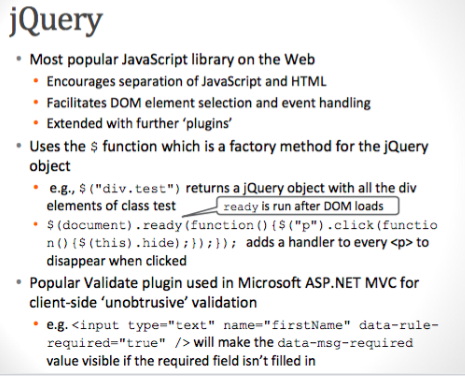 jQuery
• Most popular JavaScript library on the Web
• Encourages separation of JavaScript and HTML
• Facilitates DOM element selection and event handling
• Extended with further ‘plugins’
• Uses the $ function which is a factory method for the jQuery
object
• e.g., $("div.test") returns a jQuery object with all the div
elements of class test
ready is run after DOM loads
• $(document).ready(function(){$("p").click(functio
n(){$(this).hide);});}); adds a handler to every <p> to
disappear when clicked
• Popular Validate plugin used in Microsoft ASP.NET MVC for
client-side ‘unobtrusive’ validation
• e.g. <input type="text" name="firstName" data-rule-
required="true" /> will make the data-msg-required
value visible if the required field isn’t filled in